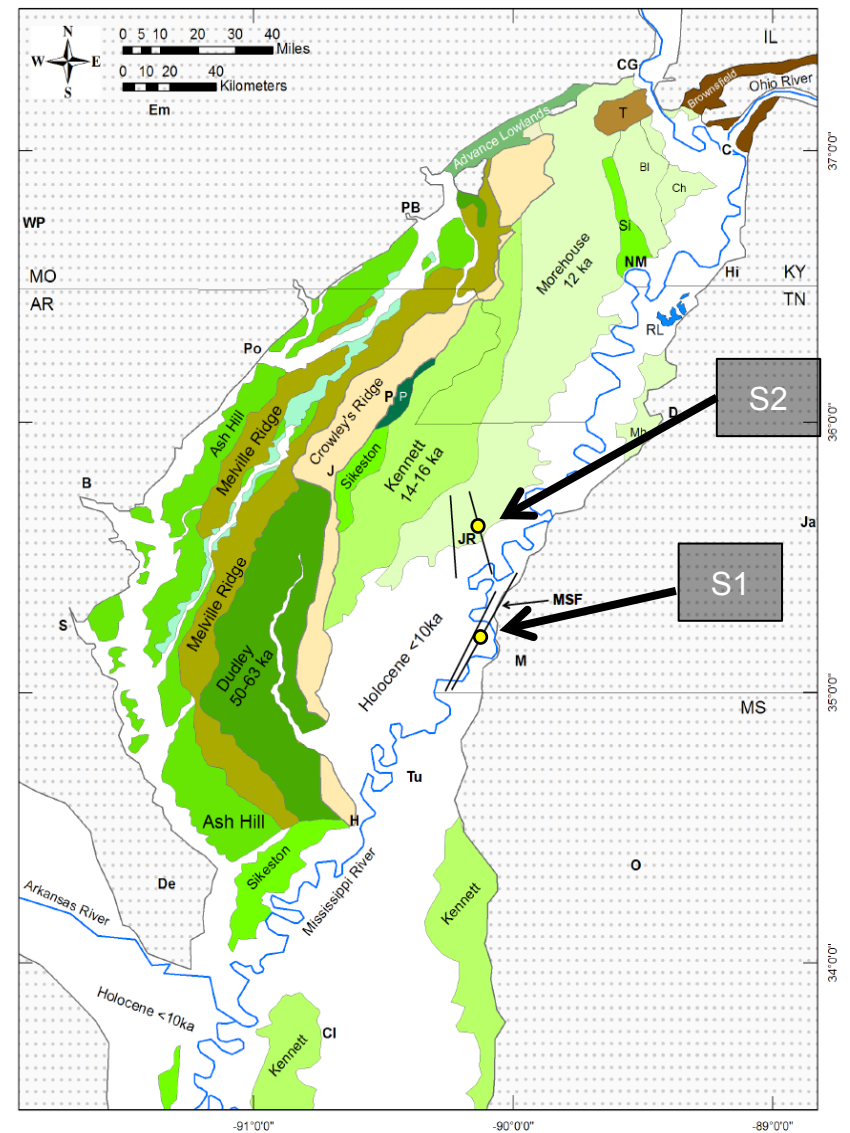 N
W E
S
0 5 10 20 30 40
Miles
0 10 20 40
Kilometers
Em
IL
CG
Brownsfield
Ohio River
T
Advance Lowlands
C
37°0'0"
Bl
Ch
PB
WP
Sl
Morehouse
12 ka
NM
Hi
MO
KY
AR
TN
RL
Po
S2
P
P
Crowley's Ridge
D
36°0'0"
Ash Hill
Melville Ridge
Mb
Sikeston
Kennett
14-16 ka
J
B
JR
Ja
S1
Melville Ridge
MSF
S
Holocene <10ka
M
Dudley
50-63 ka
35°0'0"
MS
Tu
Ash Hill
H
Sikeston
O
De
Mississippi River
Kennett
Arkansas River
34°0'0"
Holocene <10ka
Cl
Kennett
-91°0'0"
-90°0'0"
-89°0'0"